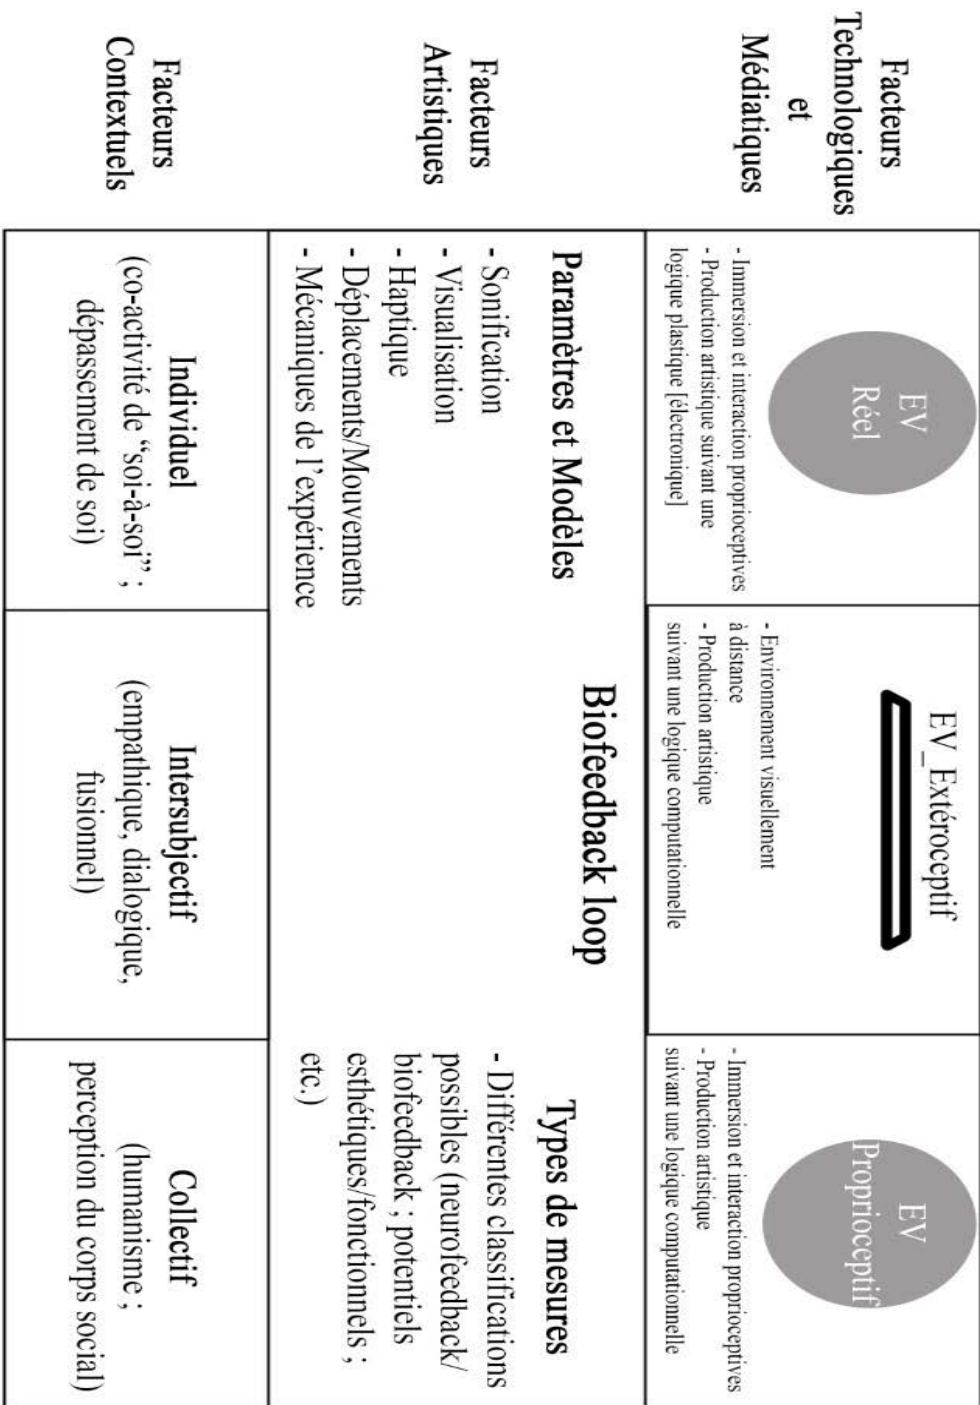 Facteurs
Technologiques
et
Médiatiques
EV
Réel
- Immersion et interaction proprioceptives
- Production artistique suivant une
logique plastique [électronique]
EV_Extéroceptif
- Environnement visuellement
à distance
- Production artistique
suivant une logique computationnelle
EV
Proprioceptif
- Immersion et interaction proprioceptives
- Production artistique
suivant une logique computationnelle
Facteurs
Artistiques
Paramètres et Modèles
- Sonification
- Visualisation
- Haptique
- Déplacements/Mouvements
- Mécaniques de l’expérience
Biofeedback loop
Types de mesures
- Différentes classifications
possibles (neurofeedback/
biofeedback ; potentiels
esthétiques/fonctionnels ;
etc.)
Facteurs
Contextuels
Individuel
(co-activité de “soi-à-soi” ;
dépassement de soi)
Intersubjectif
(empathique, dialogique,
fusionnel)
Collectif
(humanisme ;
perception du corps social)